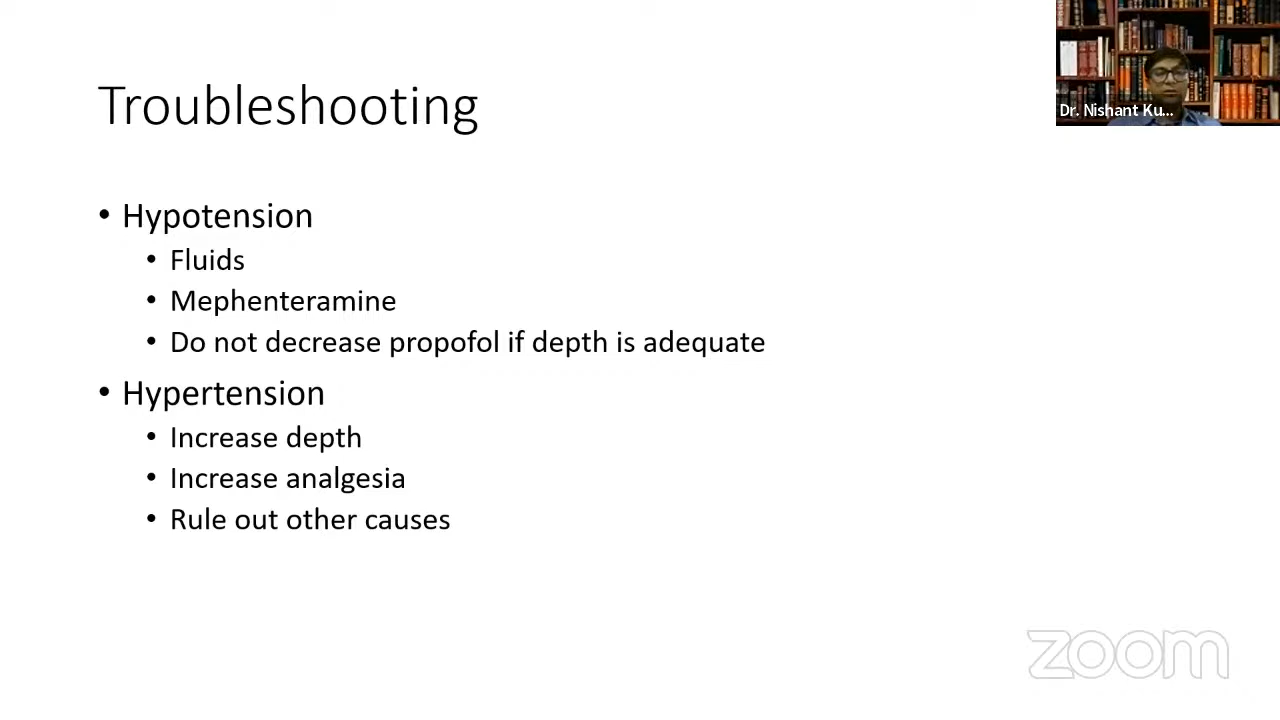 Dr. Nishant Ku...
Troubleshooting
• Hypotension
• Fluids
• Mephenteramine
• Do not decrease propofol if depth is adequate
• Hypertension
• Increase depth
• Increase analgesia
• Rule out other causes
zoom